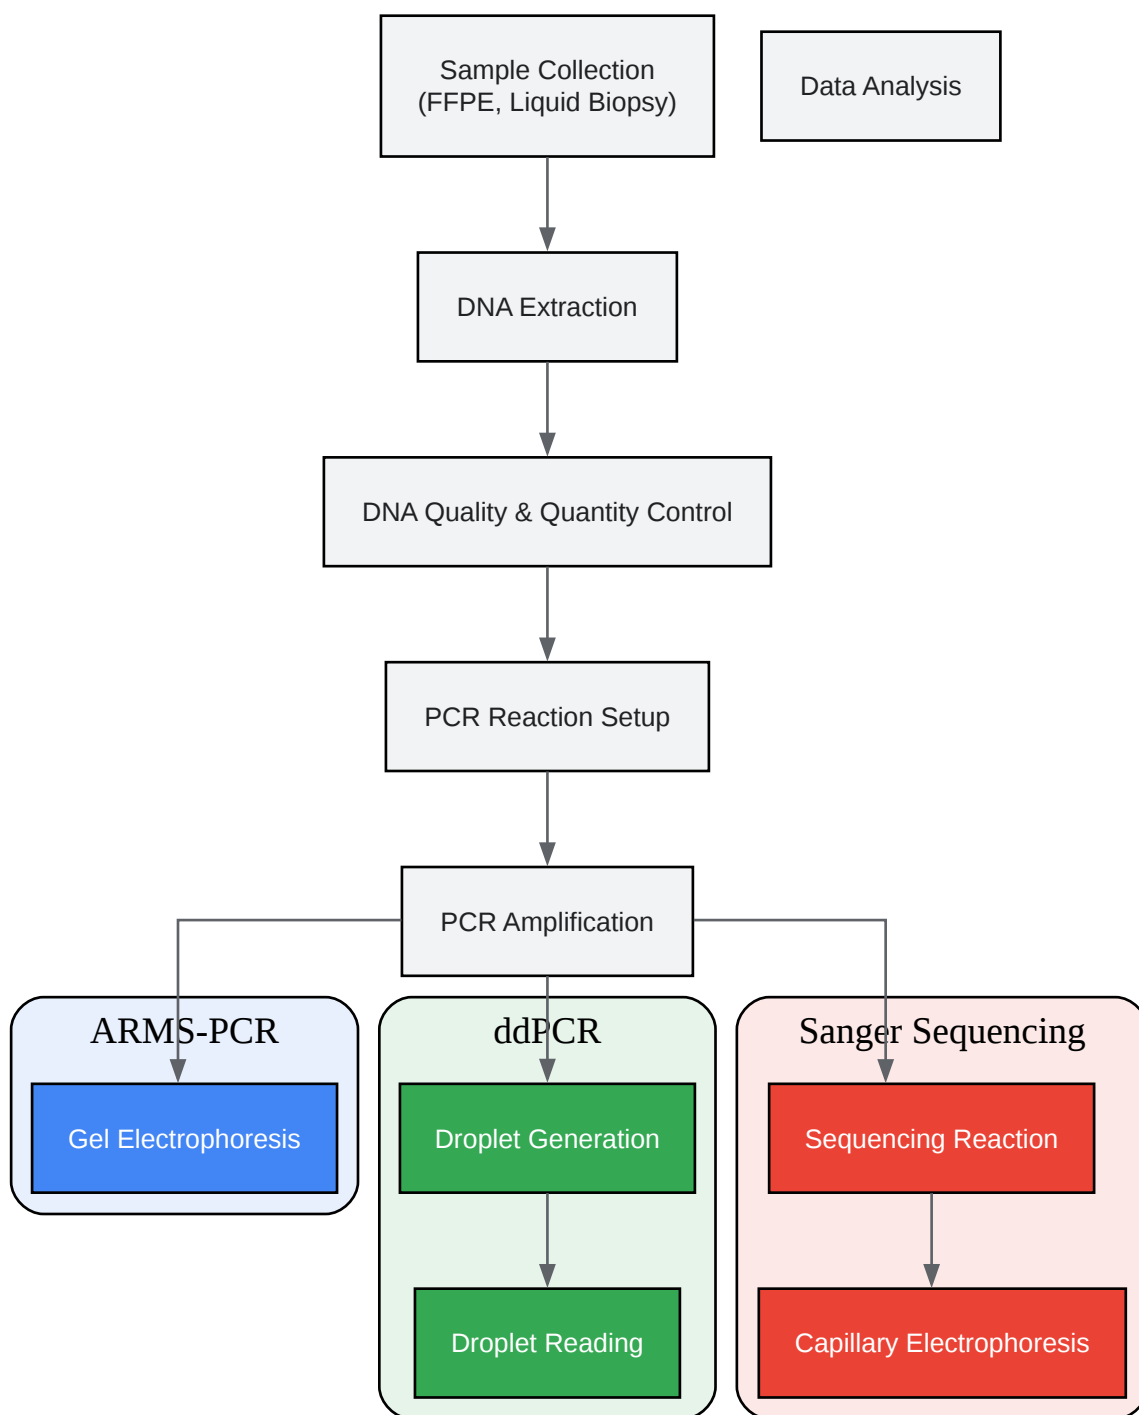 Sample Collection
(FFPE, Liquid Biopsy)
Data Analysis
DNA Extraction
DNA Quality & Quantity Control
PCR Reaction Setup
PCR Amplification
ARMS-PCR
ddPCR
Sanger Sequencing
Gel Electrophoresis
Droplet Generation
Sequencing Reaction
Droplet Reading
Capillary Electrophoresis